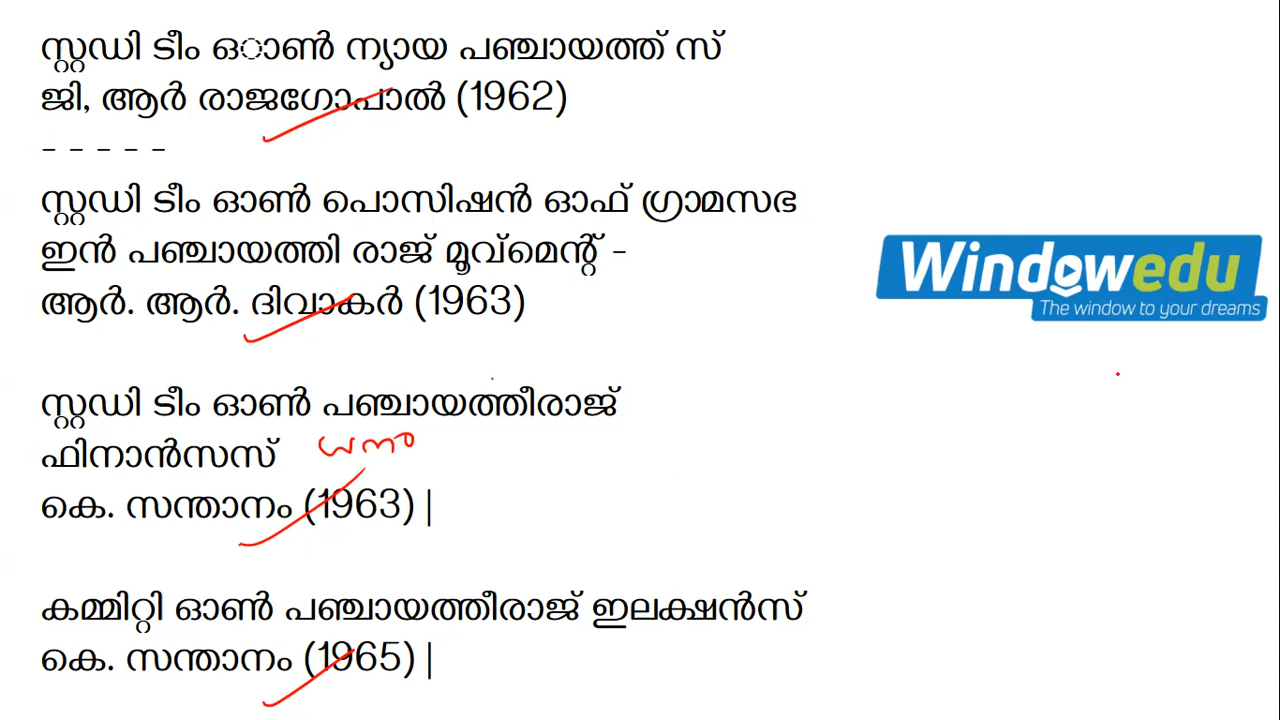 സ്റ്റഡി ടീം ഒാൺ ന്യായ പഞ്ചായത്ത് സ്
ജി, ആർ രാജഗോപാൽ (1962)
- - - - -
സ്റ്റഡി ടീം ഓൺ പൊസിഷൻ ഓഫ് ഗ്രാമസഭ
ഇൻ പഞ്ചായത്തി രാജ് മൂവ്മെന്റ് -
ആർ. ആർ. ദിവാകർ (1963)
Windowedu
The window to your dreams
സ്റ്റഡി ടീം ഓൺ പഞ്ചായത്തീരാജ്
ഫിനാൻസസ് ധനം
കെ. സന്താനം (1963) |
കമ്മിറ്റി ഓൺ പഞ്ചായത്തീരാജ് ഇലക്ഷൻസ്
കെ. സന്താനം (1965) |